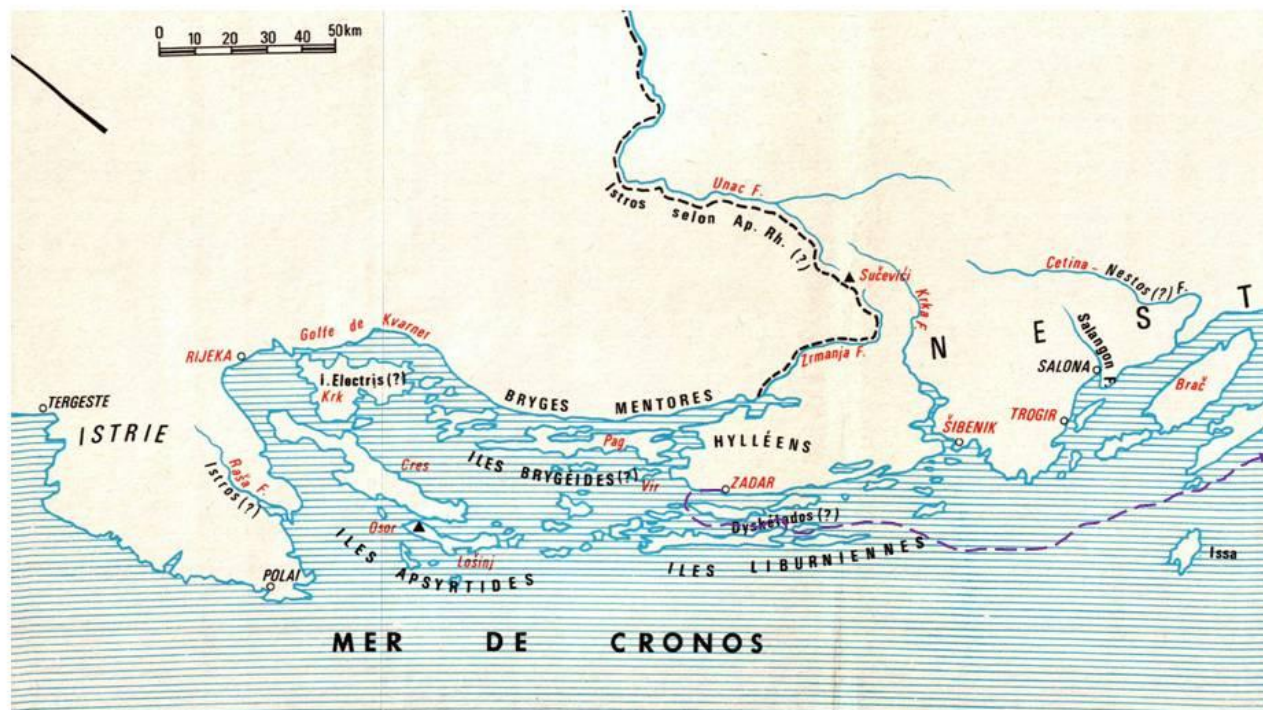 0 10 20 30 50km
Unac F.
Istros selon Ap. Rh. (?)
Sučevići
Krka F.
Cetina - Nestos (?) F.
NEST
Salangon F.
SALONA
Brač
Golfe de Kvarner
RIJEKA
I. Electris (?)
Krk
Zrmanja F.
TERGESTE
ISTRIE
BRYGES MENTORES
TROGIR
ŠIBENIK
HYLLÉENS
Pag
Raša F.
Istros (?)
Cres
ILES BRYGÉIDES (?)
Vir
ZADAR
Osor
Dyskélados (?)
ILES APSYRTIDES
Lošinj
ILES LIBURNIENNES
Issa
POLAI
MER DE CRONOS